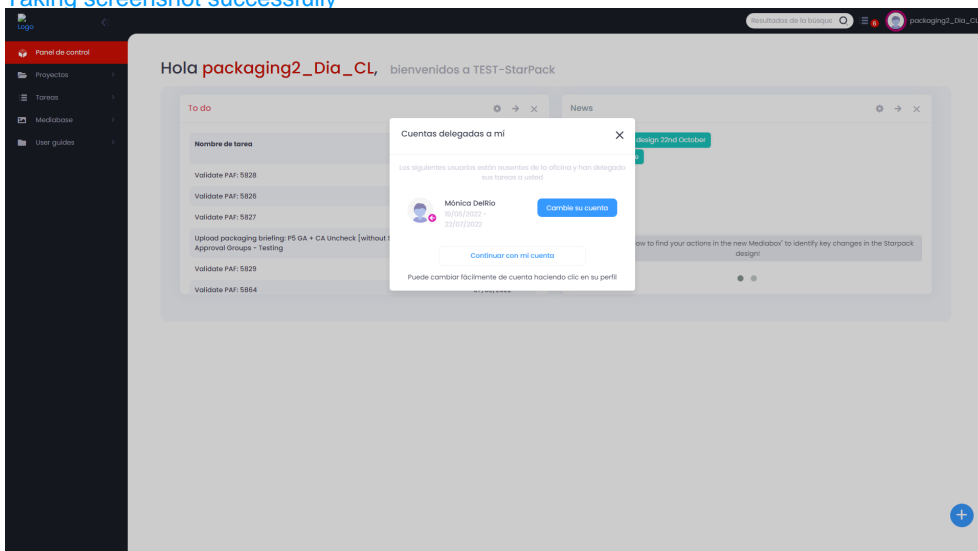 Taking screenshot successfully
Logo
Resultados de la búsque
6
packaging2_Dia_CL
Panel de control
Proyectos
Tareas
Mediabase
User guides
Hola packaging2_Dia_CL, bienvenidos a TEST-StarPack
To do
News
Nombre de tarea
Validate PAF: 5828
Validate PAF: 5826
Validate PAF: 5827
Upload packaging briefing: P5 GA + CA Uncheck [without
Approval Groups - Testing
Validate PAF: 5829
Validate PAF: 5864
design 22nd October
ow to find your actions in the new Mediabox' to identify key changes in the Starpack
design!
Cuentas delegadas a mí
Los siguientes usuarios están ausentes de la oficina y han delegado
sus tareas a usted
Mónica DelRio
22/07/2022
Cambie su cuenta
Continuar con mi cuenta
Puede cambiar fácilmente de cuenta haciendo clic en su perfil